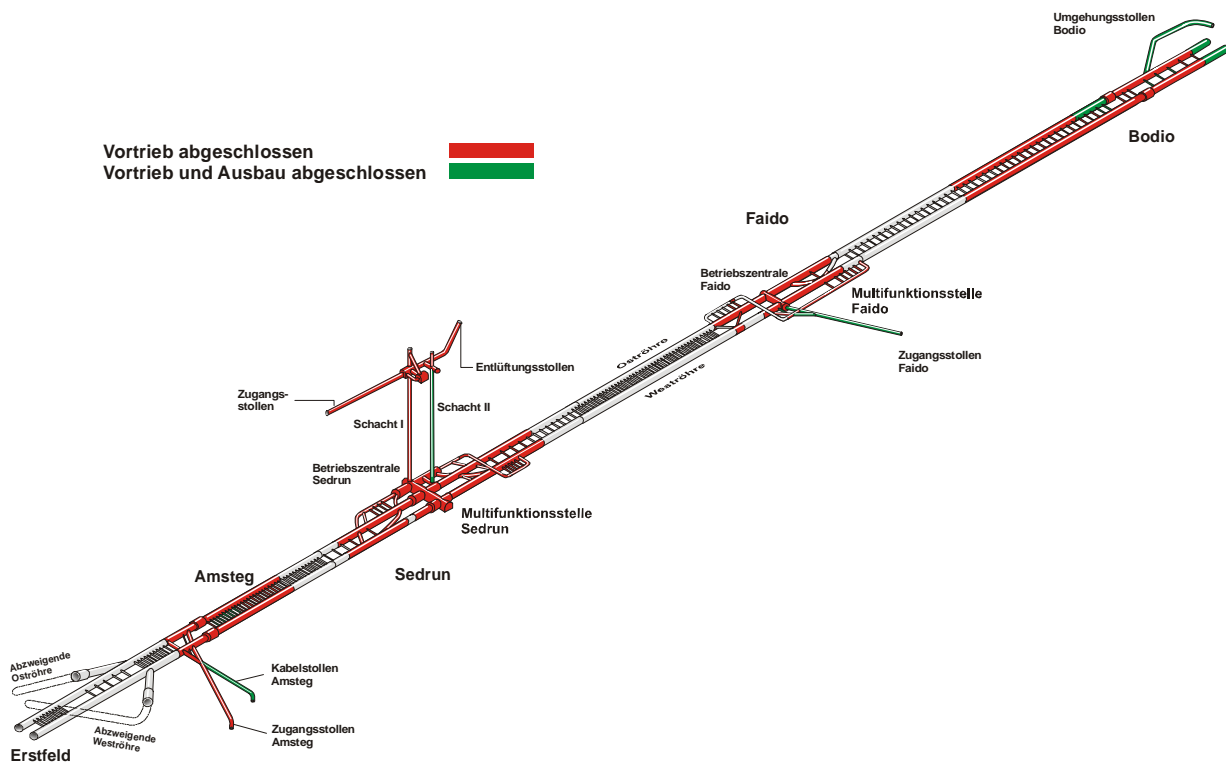 Umgehungsstollen
Bodio
Vortrieb abgeschlossen
Vortrieb und Ausbau abgeschlossen
Bodio
Faido
Betriebszentrale
Faido
Multifunktionsstelle
Faido
Zugangsstollen
Faido
Oströhre
Weströhre
Entlüftungsstollen
Zugangs-
stollen
Schacht I
Schacht II
Betriebszentrale
Sedrun
Multifunktionsstelle
Sedrun
Sedrun
Amsteg
Abzweigende
Oströhre
Kabelstollen
Amsteg
Zugangsstollen
Amsteg
Abzweigende
Weströhre
Erstfeld